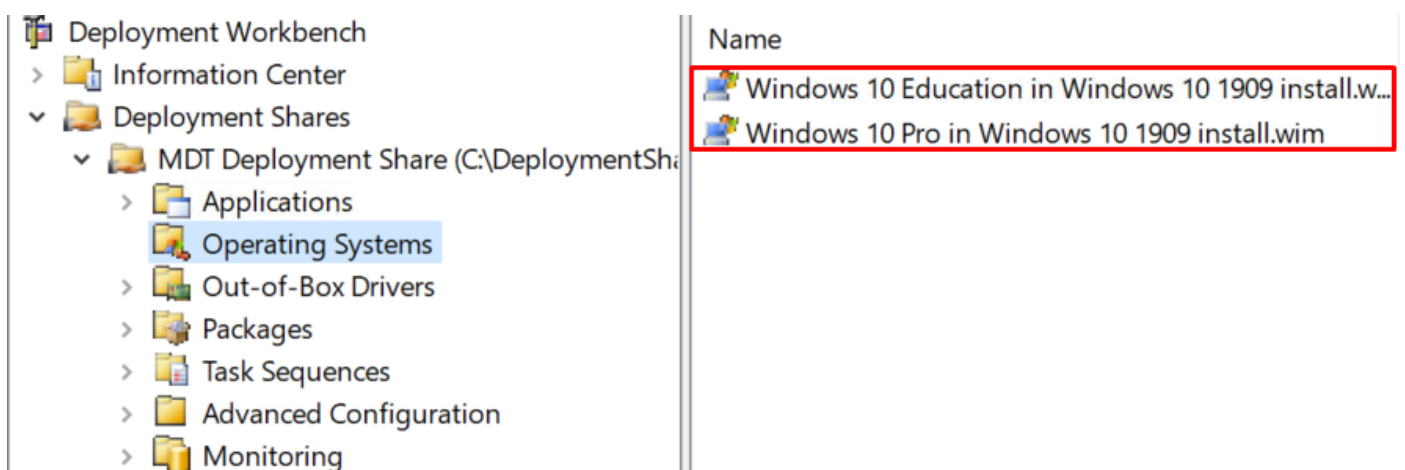 Deployment Workbench
Information Center
Deployment Shares
MDT Deployment Share (C:\DeploymentSha
Applications
Operating Systems
Out-of-Box Drivers
Packages
Task Sequences
Advanced Configuration
Monitoring
Name
Windows 10 Education in Windows 10 1909 install.w...
Windows 10 Pro in Windows 10 1909 install.wim